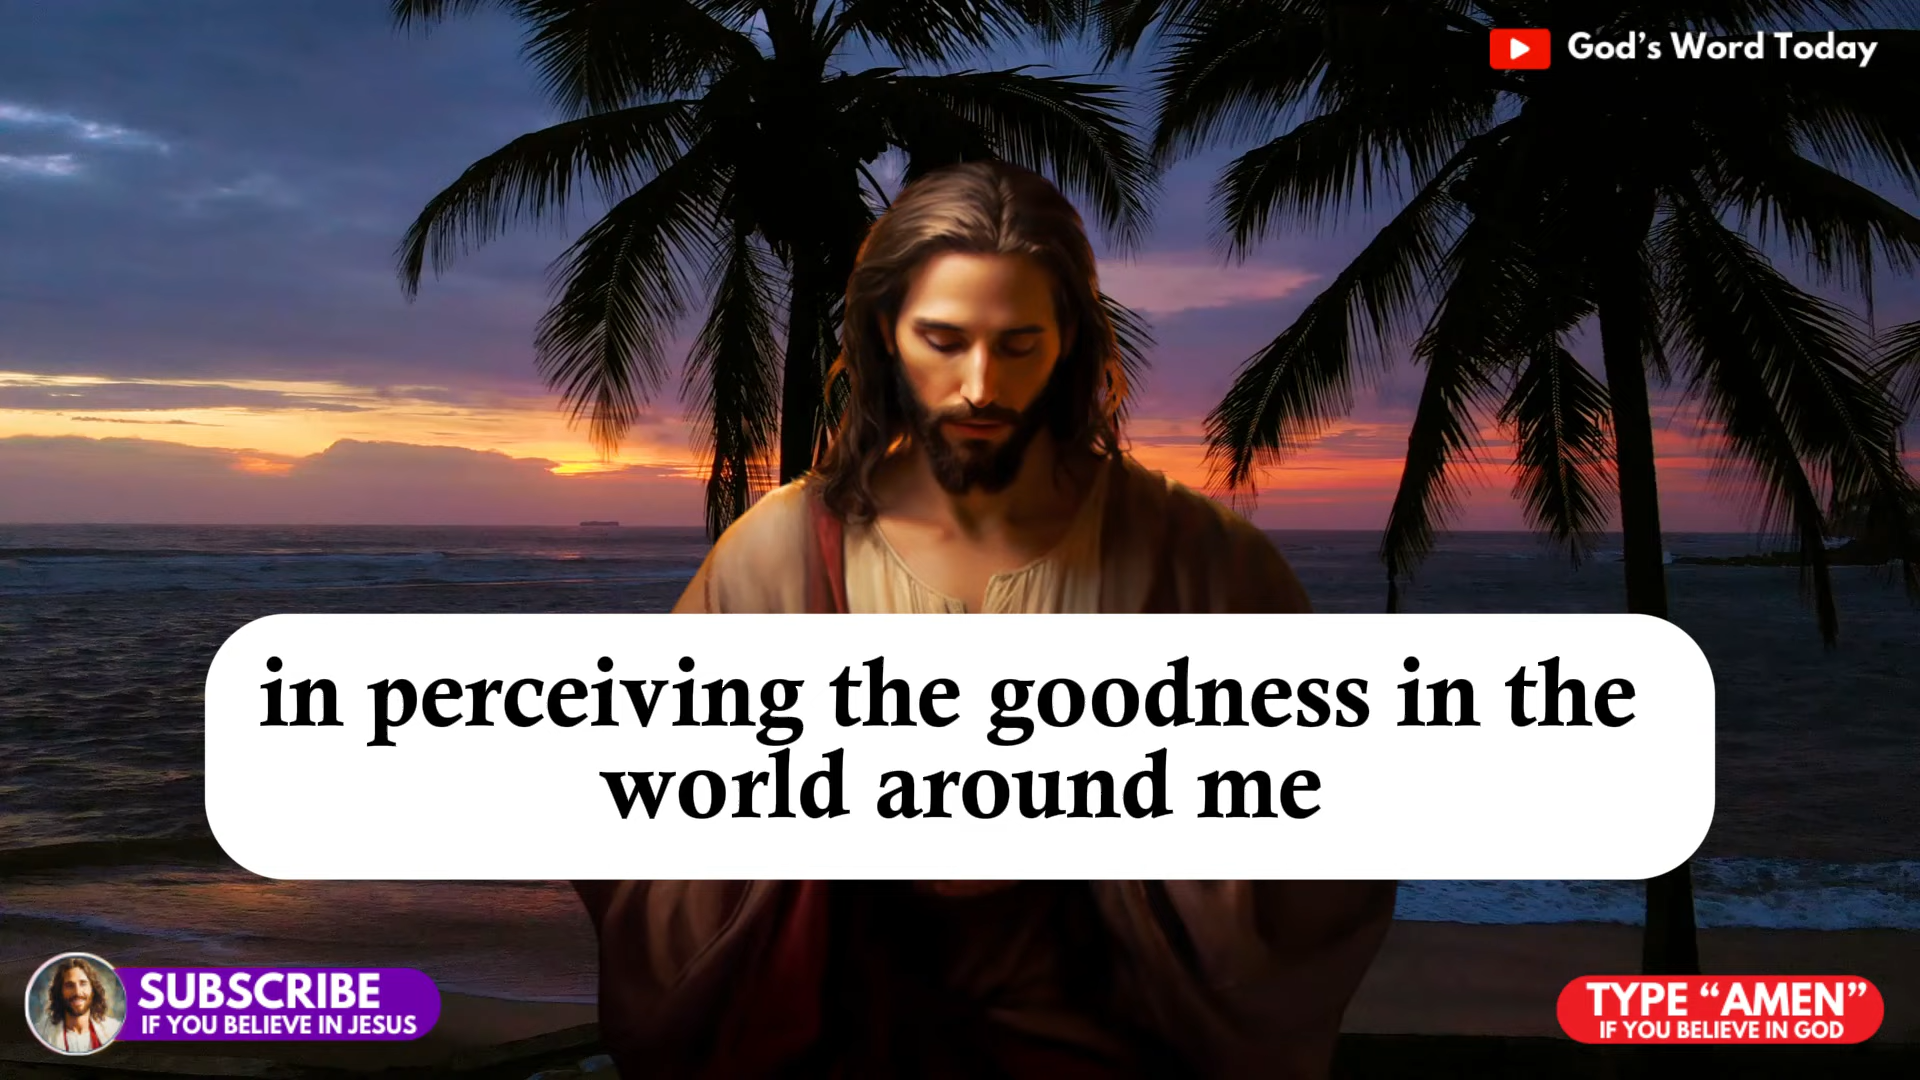 God’s Word Today
in perceiving the goodness in the
world around me
SUBSCRIBE
IF YOU BELIEVE IN JESUS
TYPE “AMEN”
IF YOU BELIEVE IN GOD